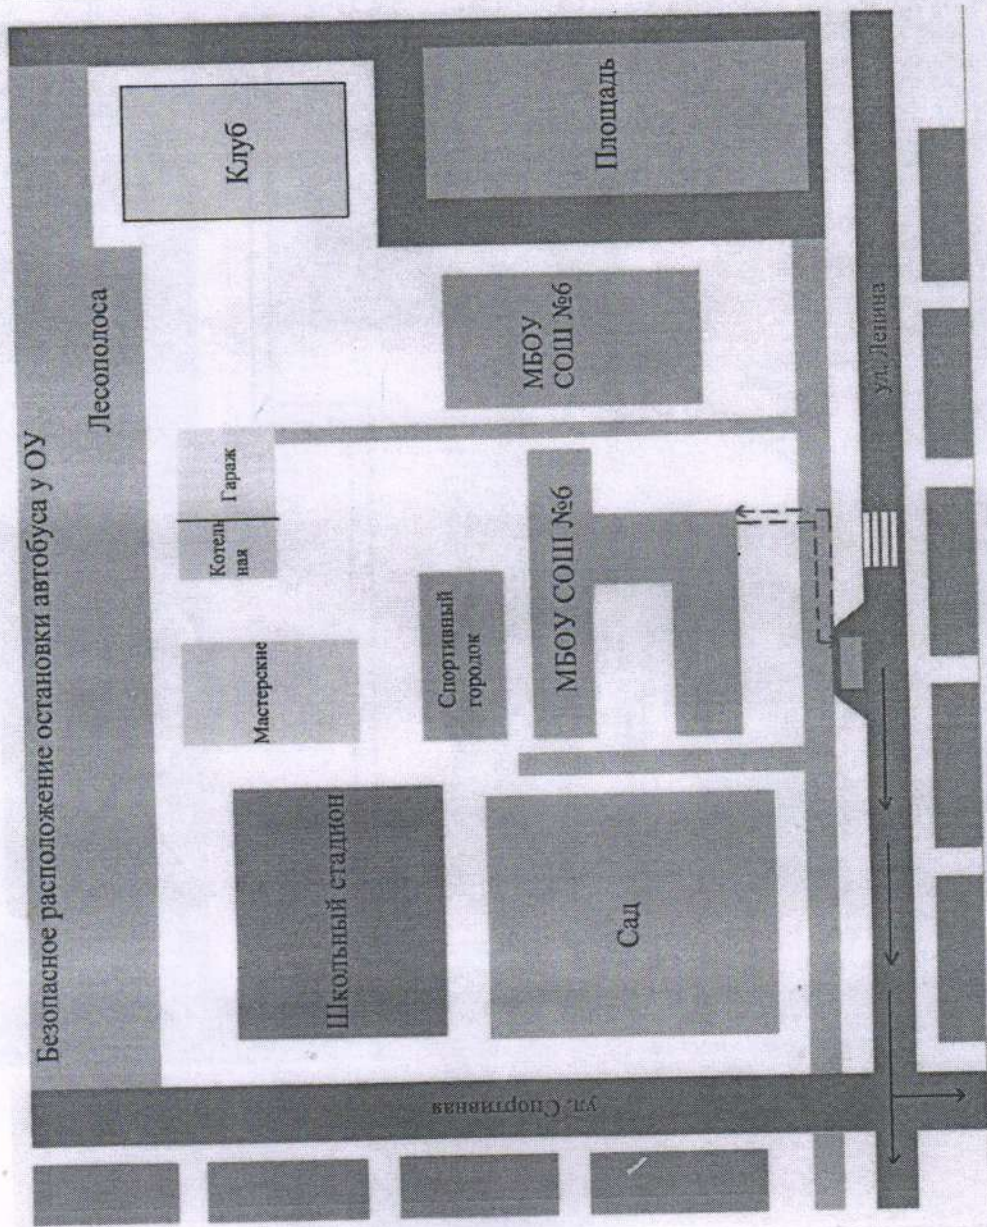 Безопасное расположение остановки автобуса у ОУ
Лесополоса
Клуб
Площадь
Котель
ная
Гараж
Мастерские
МБОУ
СОШ №6
Школьный стадион
Спортивный
городок
МБОУ СОШ №6
Сад
ул. Спортивная
ул. Ленина